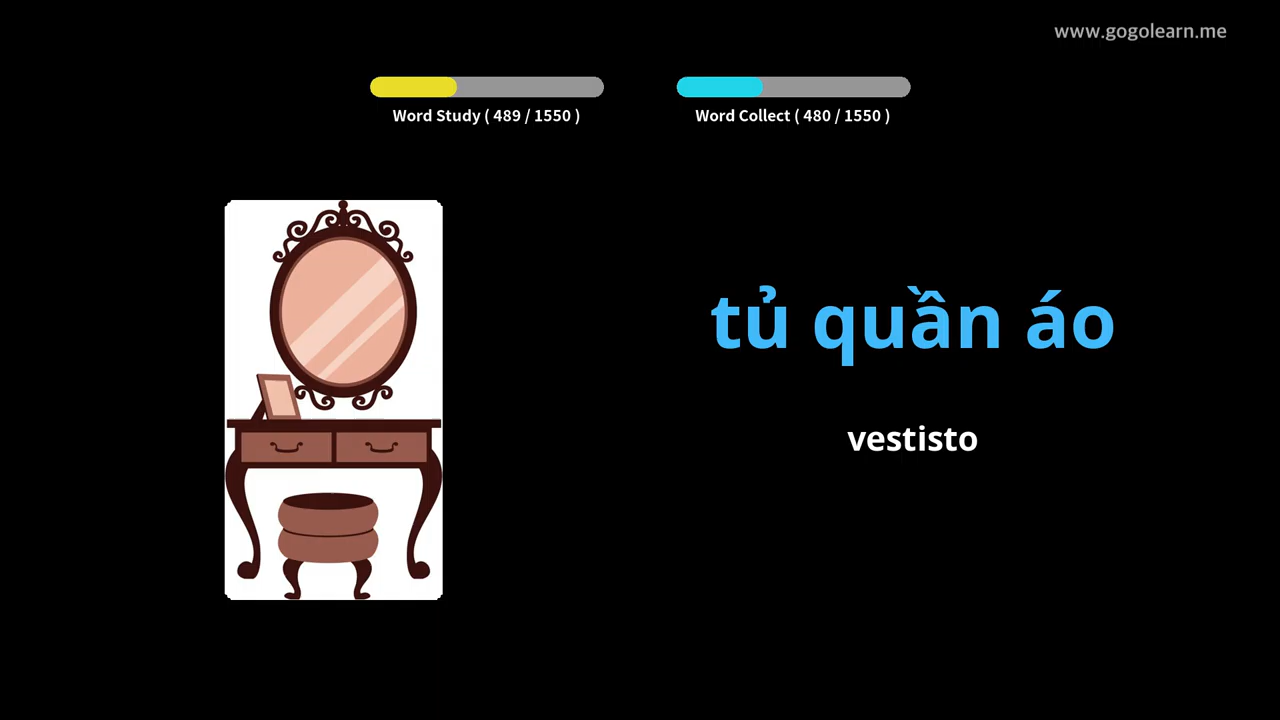 www.gogolearn.me
Word Study ( 489 / 1550 )
Word Collect ( 480 / 1550 )
tủ quần áo
vestisto